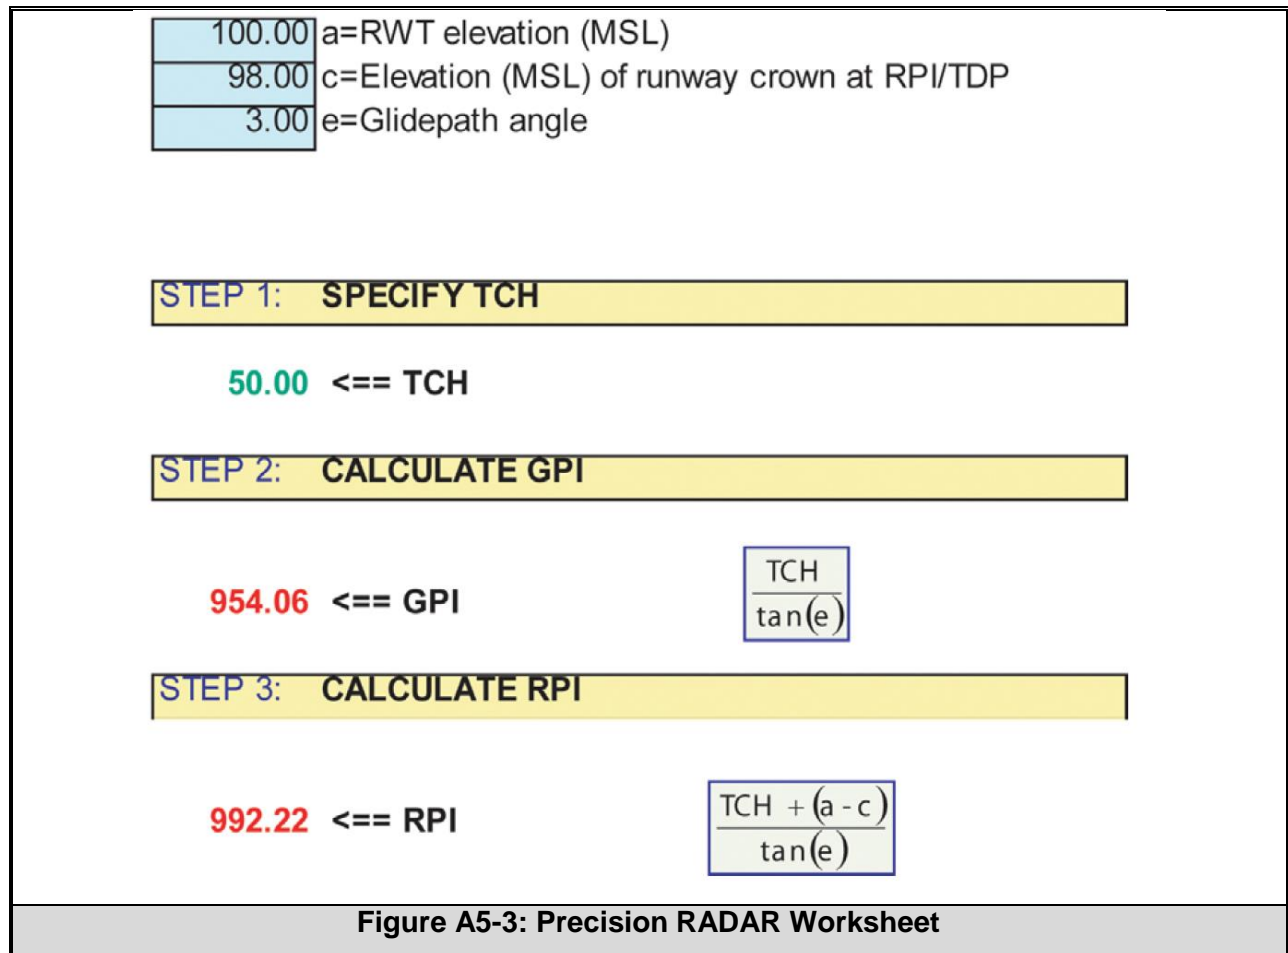 100.00 a=RWT elevation (MSL)
98.00 c=Elevation (MSL) of runway crown at RPI/TDP
3.00 e=Glidepath angle
STEP 1: SPECIFY TCH
50.00 <== TCH
STEP 2: CALCULATE GPI
954.06 <== GPI
TCH
tan(e)
STEP 3: CALCULATE RPI
992.22 <== RPI
TCH + (a - c)
tan(e)
Figure A5-3: Precision RADAR Worksheet